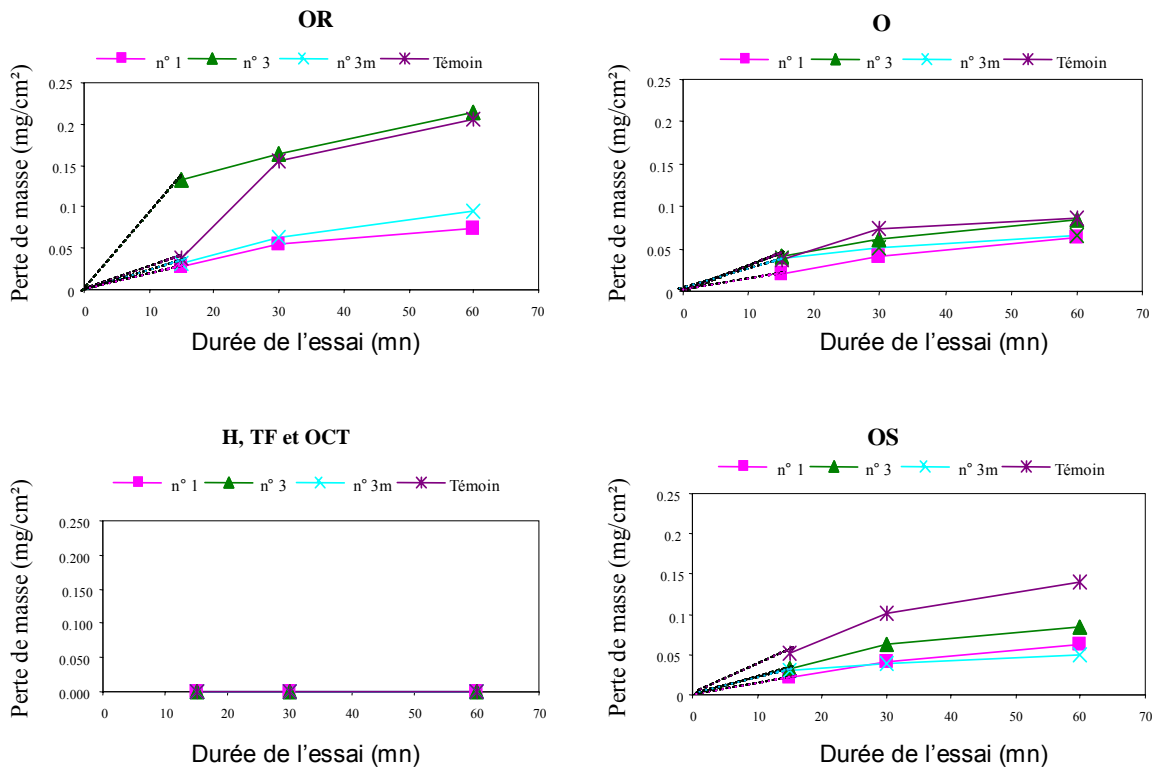 OR
n° 1 n° 3 n° 3m Témoin
Perte de masse (mg/cm²)
0.25
0.2
0.15
0.1
0.05
0
0 10 20 30 40 50 60 70
Durée de l'essai (mn)
O
n° 1 n° 3 n° 3m Témoin
Perte de masse (mg/cm²)
0.25
0.2
0.15
0.1
0.05
0
0 10 20 30 40 50 60 70
Durée de l'essai (mn)
H, TF et OCT
n° 1 n° 3 n° 3m Témoin
Perte de masse (mg/cm²)
0.250
0.200
0.150
0.100
0.050
0.000
0 10 20 30 40 50 60 70
Durée de l'essai (mn)
OS
n° 1 n° 3 n° 3m Témoin
Perte de masse (mg/cm²)
0.25
0.2
0.15
0.1
0.05
0
0 10 20 30 40 50 60 70
Durée de l'essai (mn)